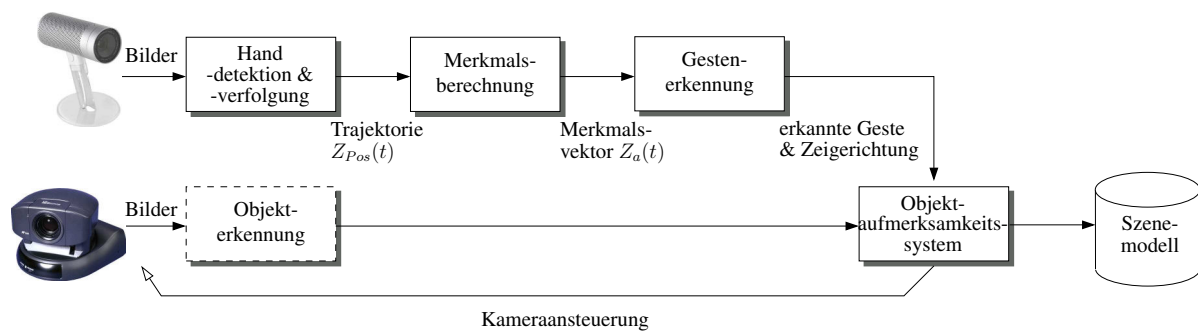 Bilder
Hand
-detektion &
-verfolgung
Merkmals-
berechnung
Gesten-
erkennung
Trajektorie
Z_{Pos}(t)
Merkmals-
vektor Z_a(t)
erkannte Geste
& Zeigerichtung
Bilder
Objekt-
erkennung
Objekt-
aufmerksamkeits-
system
Szene-
modell
Kameraansteuerung